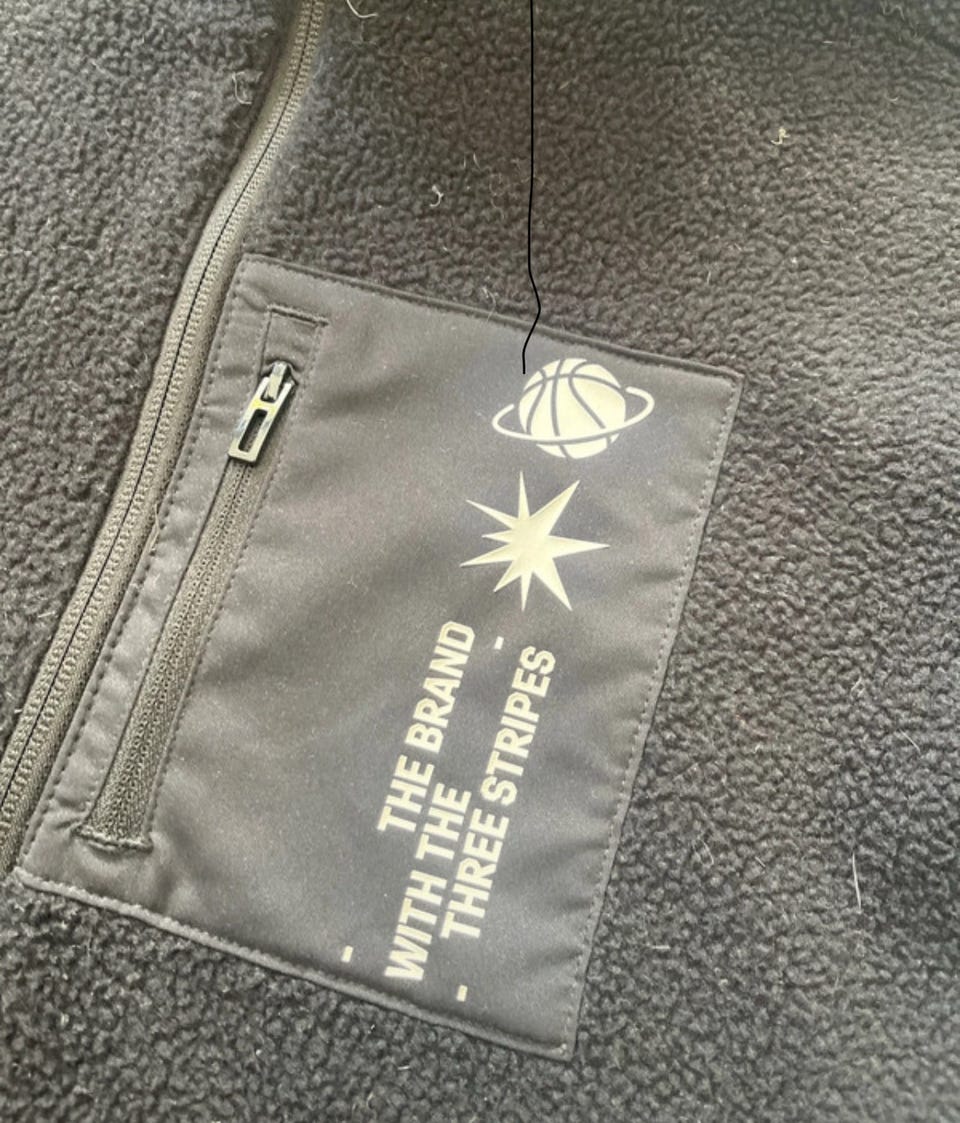 THE BRAND
WITH THE
THREE STRIPES